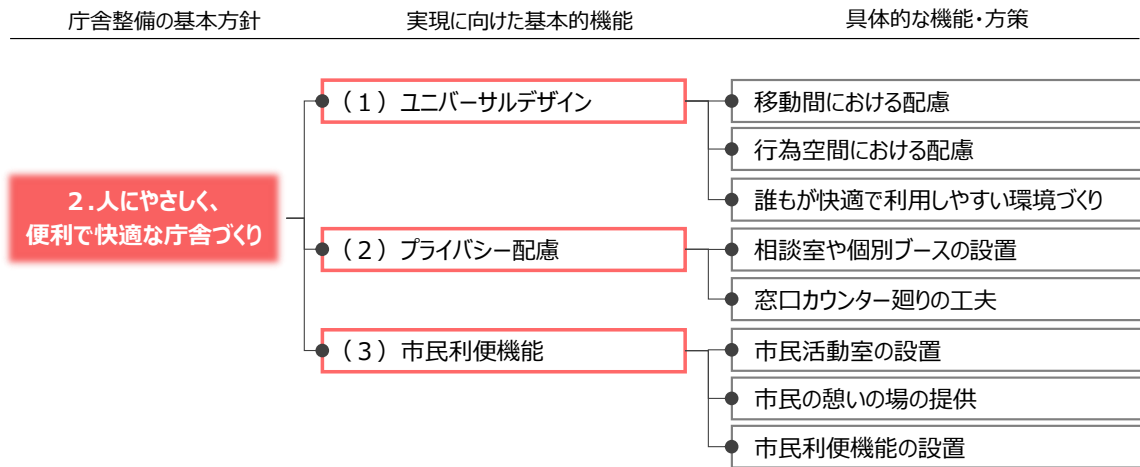 庁舎整備の基本方針
実現に向けた基本的機能
具体的な機能・方策
2.人にやさしく、
便利で快適な庁舎づくり
(1)ユニバーサルデザイン
移動間における配慮
行為空間における配慮
誰もが快適で利用しやすい環境づくり
(2)プライバシー配慮
相談室や個別ブースの設置
窓口カウンター廻りの工夫
(3)市民利便機能
市民活動室の設置
市民の憩いの場の提供
市民利便機能の設置